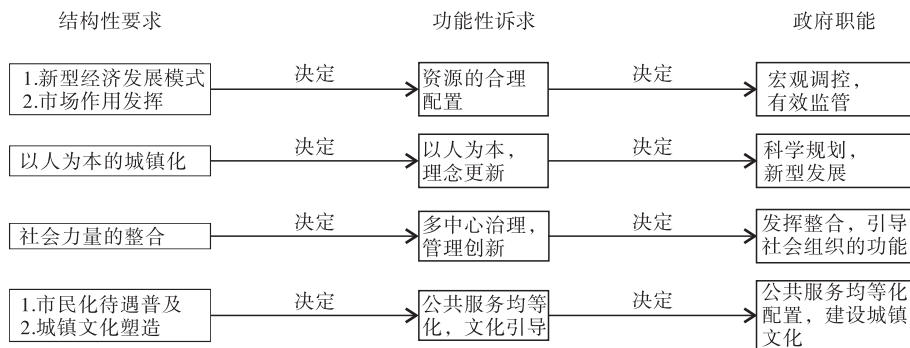 结构性要求 功能性诉求 政府职能
1.新型经济发展模式
2.市场作用发挥
决定
资源的合理
配置
决定
宏观调控，
有效监管
以人为本的城镇化
决定
以人为本，
理念更新
决定
科学规划，
新型发展
社会力量的整合
决定
多中心治理，
管理创新
决定
发挥整合，引导
社会组织的功能
1.市民化待遇普及
2.城镇文化塑造
决定
公共服务均等
化，文化引导
决定
公共服务均等化
配置，建设城镇
文化